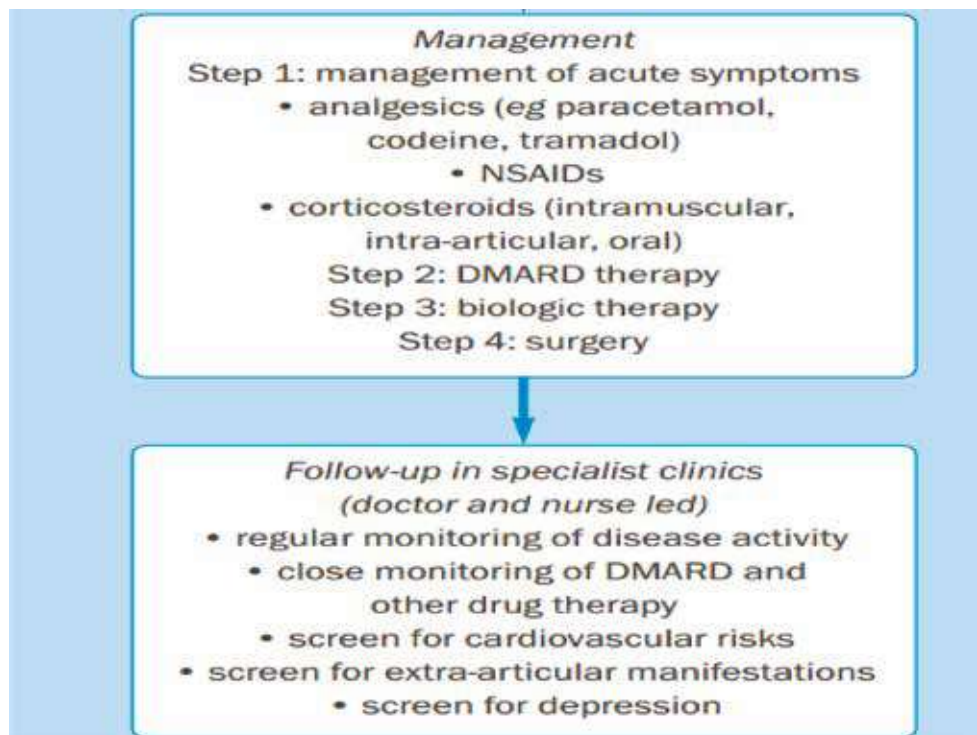 Management
Step 1: management of acute symptoms
• analgesics (eg paracetamol,
codeine, tramadol)
• NSAIDs
• corticosteroids (intramuscular,
intra-articular, oral)
Step 2: DMARD therapy
Step 3: biologic therapy
Step 4: surgery
Follow-up in specialist clinics
(doctor and nurse led)
• regular monitoring of disease activity
• close monitoring of DMARD and
other drug therapy
• screen for cardiovascular risks
• screen for extra-articular manifestations
• screen for depression